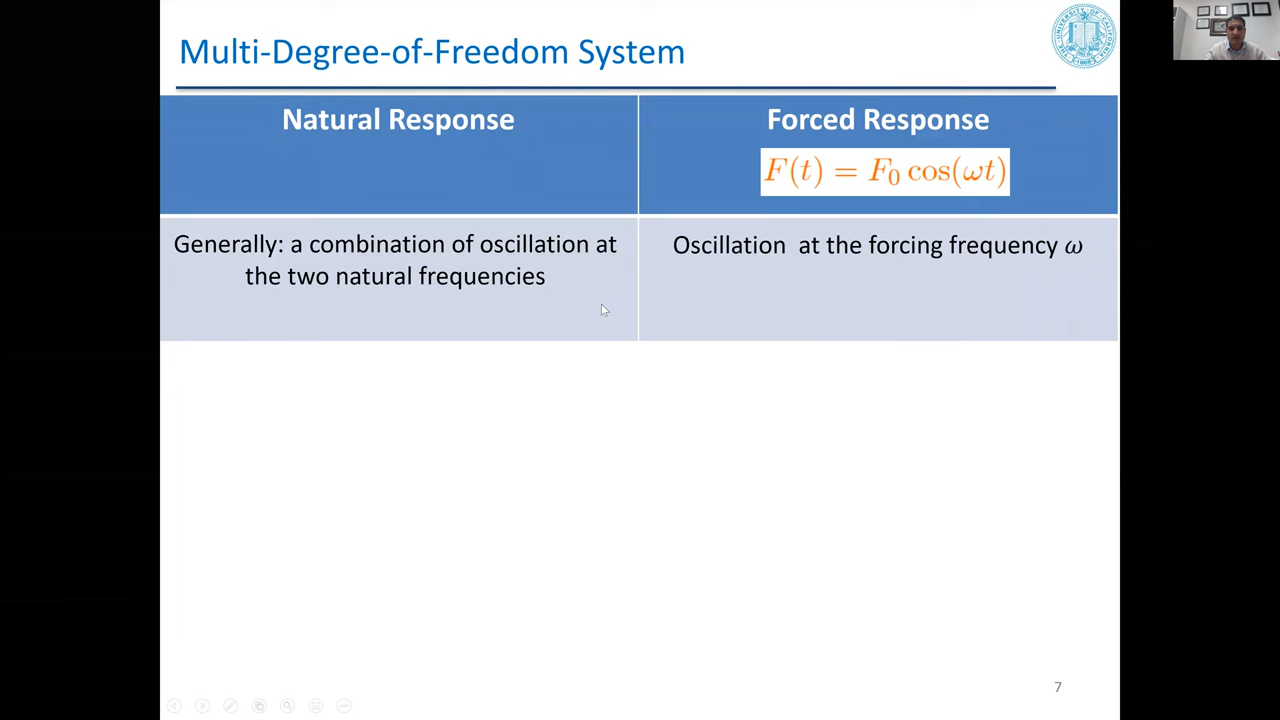 Multi-Degree-of-Freedom System
Natural Response
Forced Response
F(t) = F₀ cos(ωt)
Generally: a combination of oscillation at
the two natural frequencies
Oscillation at the forcing frequency ω
7